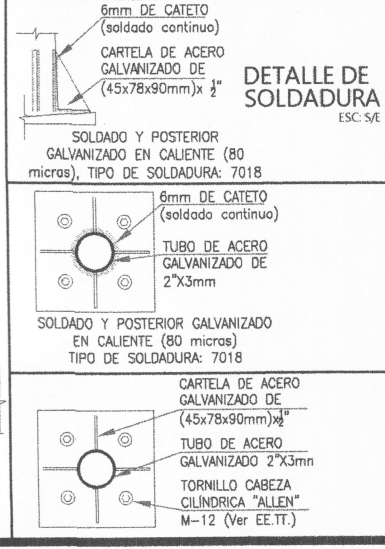 6mm DE CATETO
(soldado continuo)
CARTELA DE ACERO
GALVANIZADO DE
(45x78x90mm)x ½"
DETALLE DE
SOLDADURA
ESC: S/E
SOLDADO Y POSTERIOR
GALVANIZADO EN CALIENTE (80
micras), TIPO DE SOLDADURA: 7018
6mm DE CATETO
(soldado continuo)
TUBO DE ACERO
GALVANIZADO DE
2"X3mm
SOLDADO Y POSTERIOR GALVANIZADO
EN CALIENTE (80 micras)
TIPO DE SOLDADURA: 7018
CARTELA DE ACERO
GALVANIZADO DE
(45x78x90mm)x½"
TUBO DE ACERO
GALVANIZADO 2"X3mm
TORNILLO CABEZA
CILÍNDRICA "ALLEN"
M-12 (Ver EE.TT.)